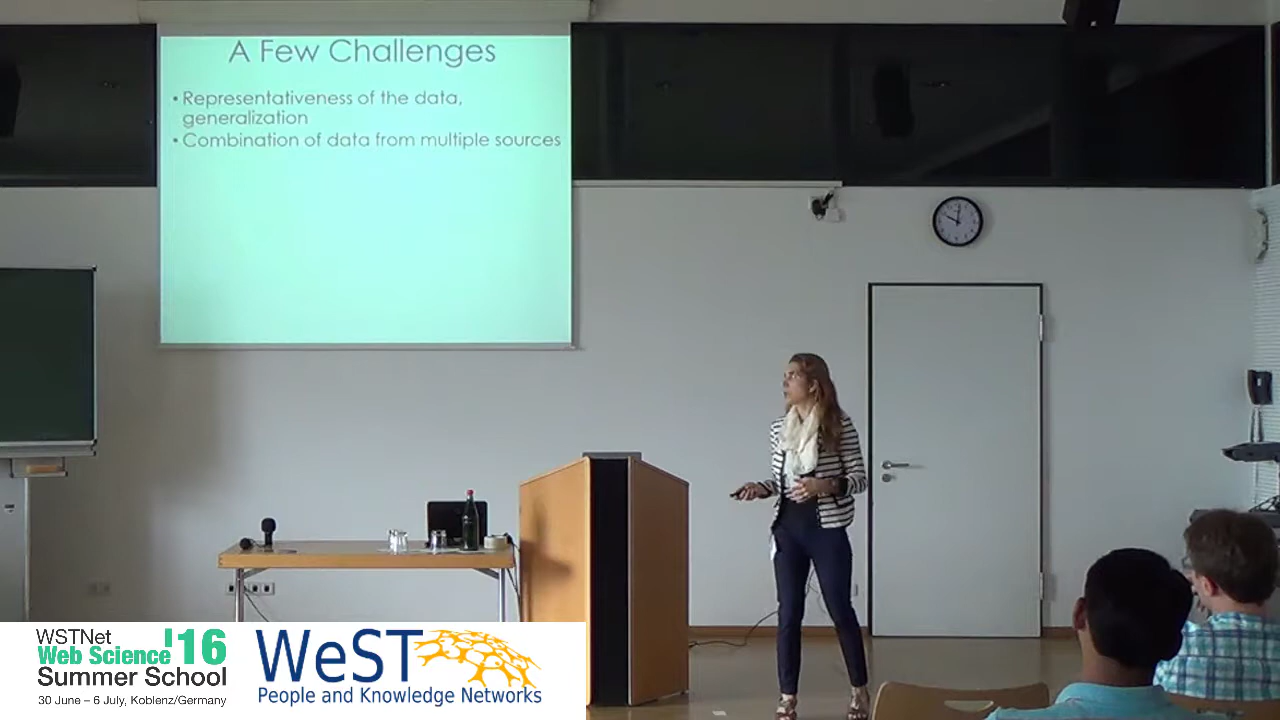 A Few Challenges
• Representativeness of the data,
generalization
• Combination of data from multiple sources
WSTNet
Web Science '16
Summer School
30 June – 6 July, Koblenz/Germany
WeST
People and Knowledge Networks